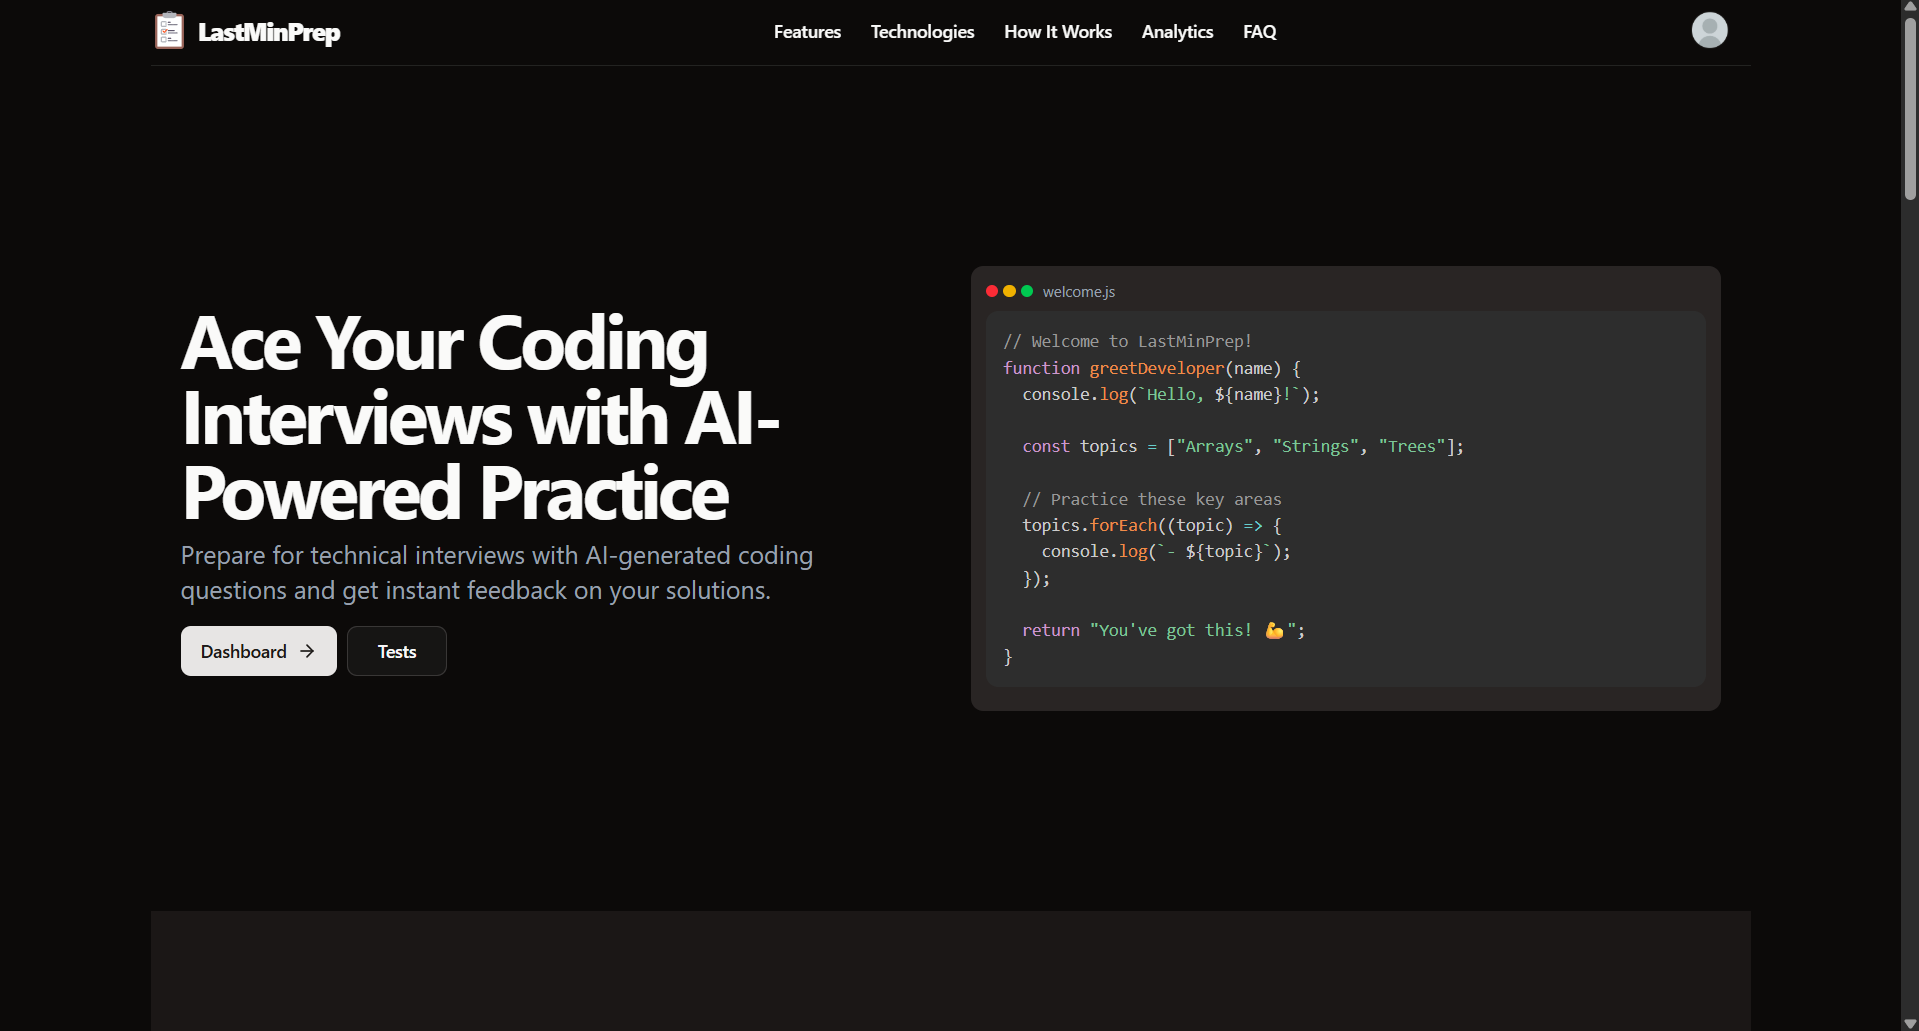 LastMinPrep
Features
Technologies
How It Works
Analytics
FAQ
Ace Your Coding
Interviews with AI-
Powered Practice
Prepare for technical interviews with AI-generated coding
questions and get instant feedback on your solutions.
Dashboard →
Tests
welcome.js
// Welcome to LastMinPrep!
function greetDeveloper(name) {
  console.log(`Hello, ${name}!`);
  const topics = ["Arrays", "Strings", "Trees"];
  // Practice these key areas
  topics.forEach((topic) => {
    console.log(`- ${topic}`);
  });
  return "You've got this! 💪";
}